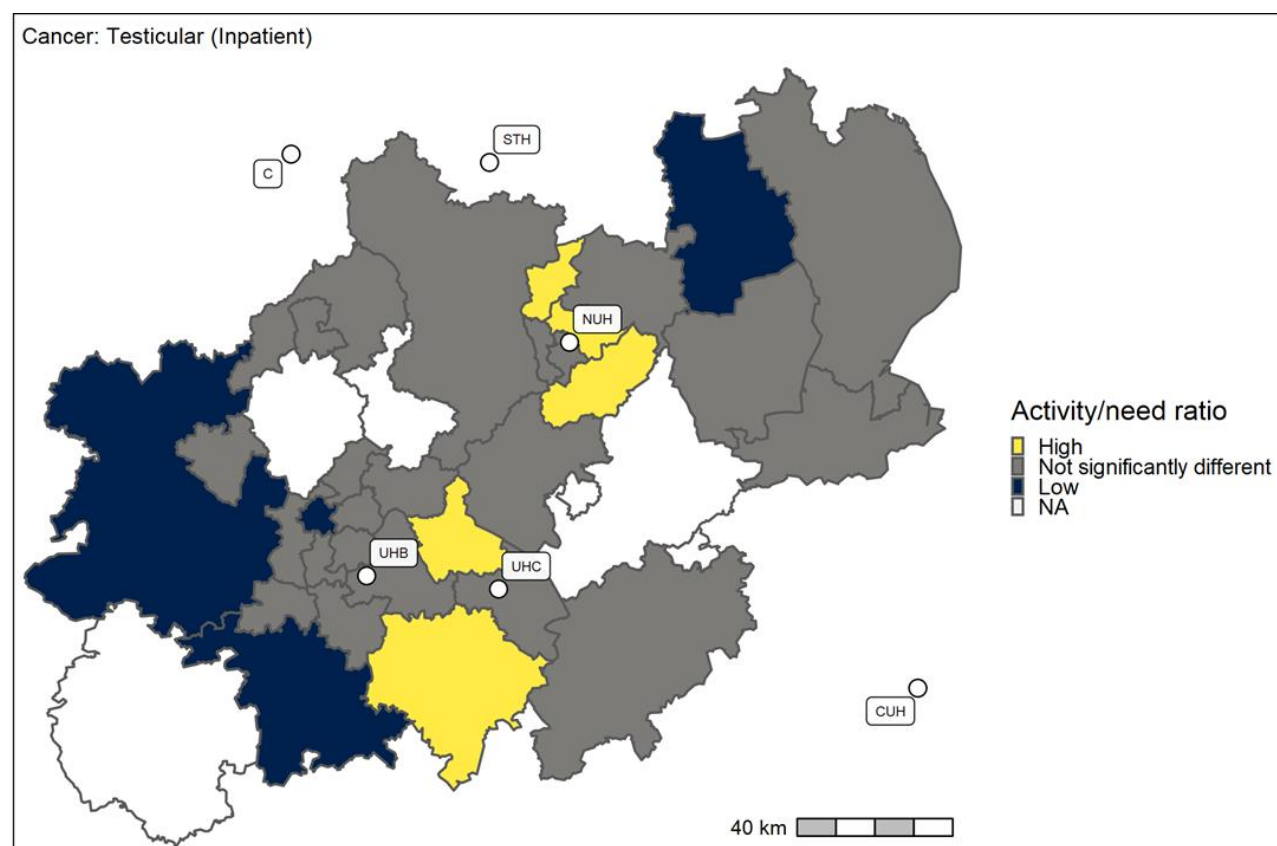 Cancer: Testicular (Inpatient)
STH
C
NUH
Activity/need ratio
High
Not significantly different
Low
NA
UHB
UHC
CUH
40 km